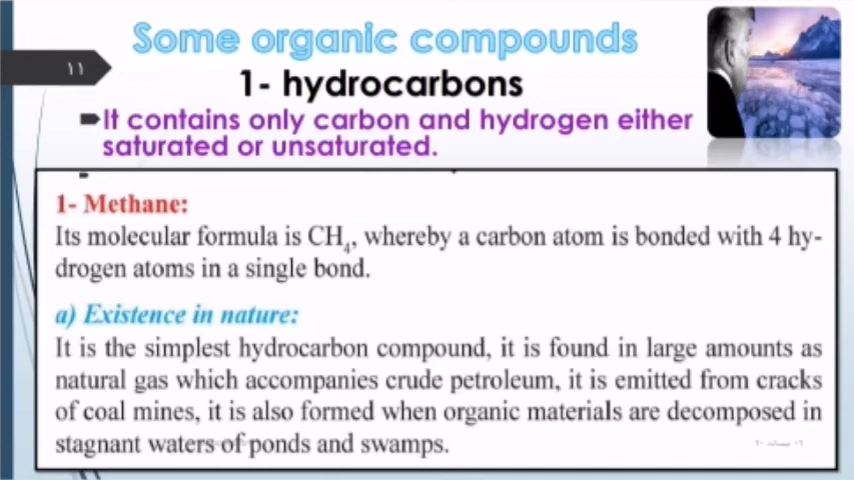 Some organic compounds
١١
1- hydrocarbons
It contains only carbon and hydrogen either
saturated or unsaturated.
1- Methane:
Its molecular formula is CH₄, whereby a carbon atom is bonded with 4 hy-
drogen atoms in a single bond.
a) Existence in nature:
It is the simplest hydrocarbon compound, it is found in large amounts as
natural gas which accompanies crude petroleum, it is emitted from cracks
of coal mines, it is also formed when organic materials are decomposed in
stagnant waters of ponds and swamps.